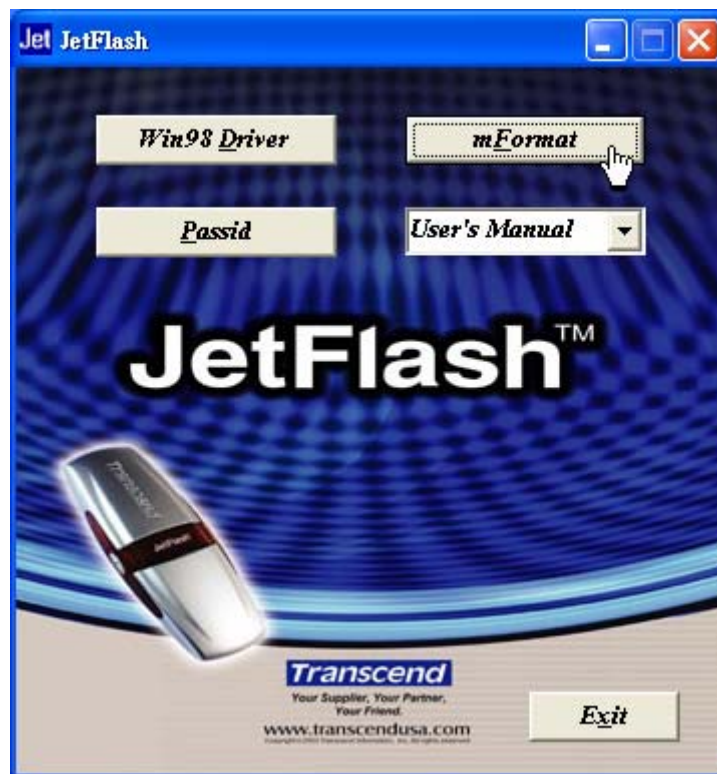 Jet JetFlash
Win98 Driver
mFormat
Passid
User's Manual
JetFlash™
Transcend
JetFlash
Transcend
Your Supplier, Your Partner,
Your Friend.
www.transcendusa.com
Exit